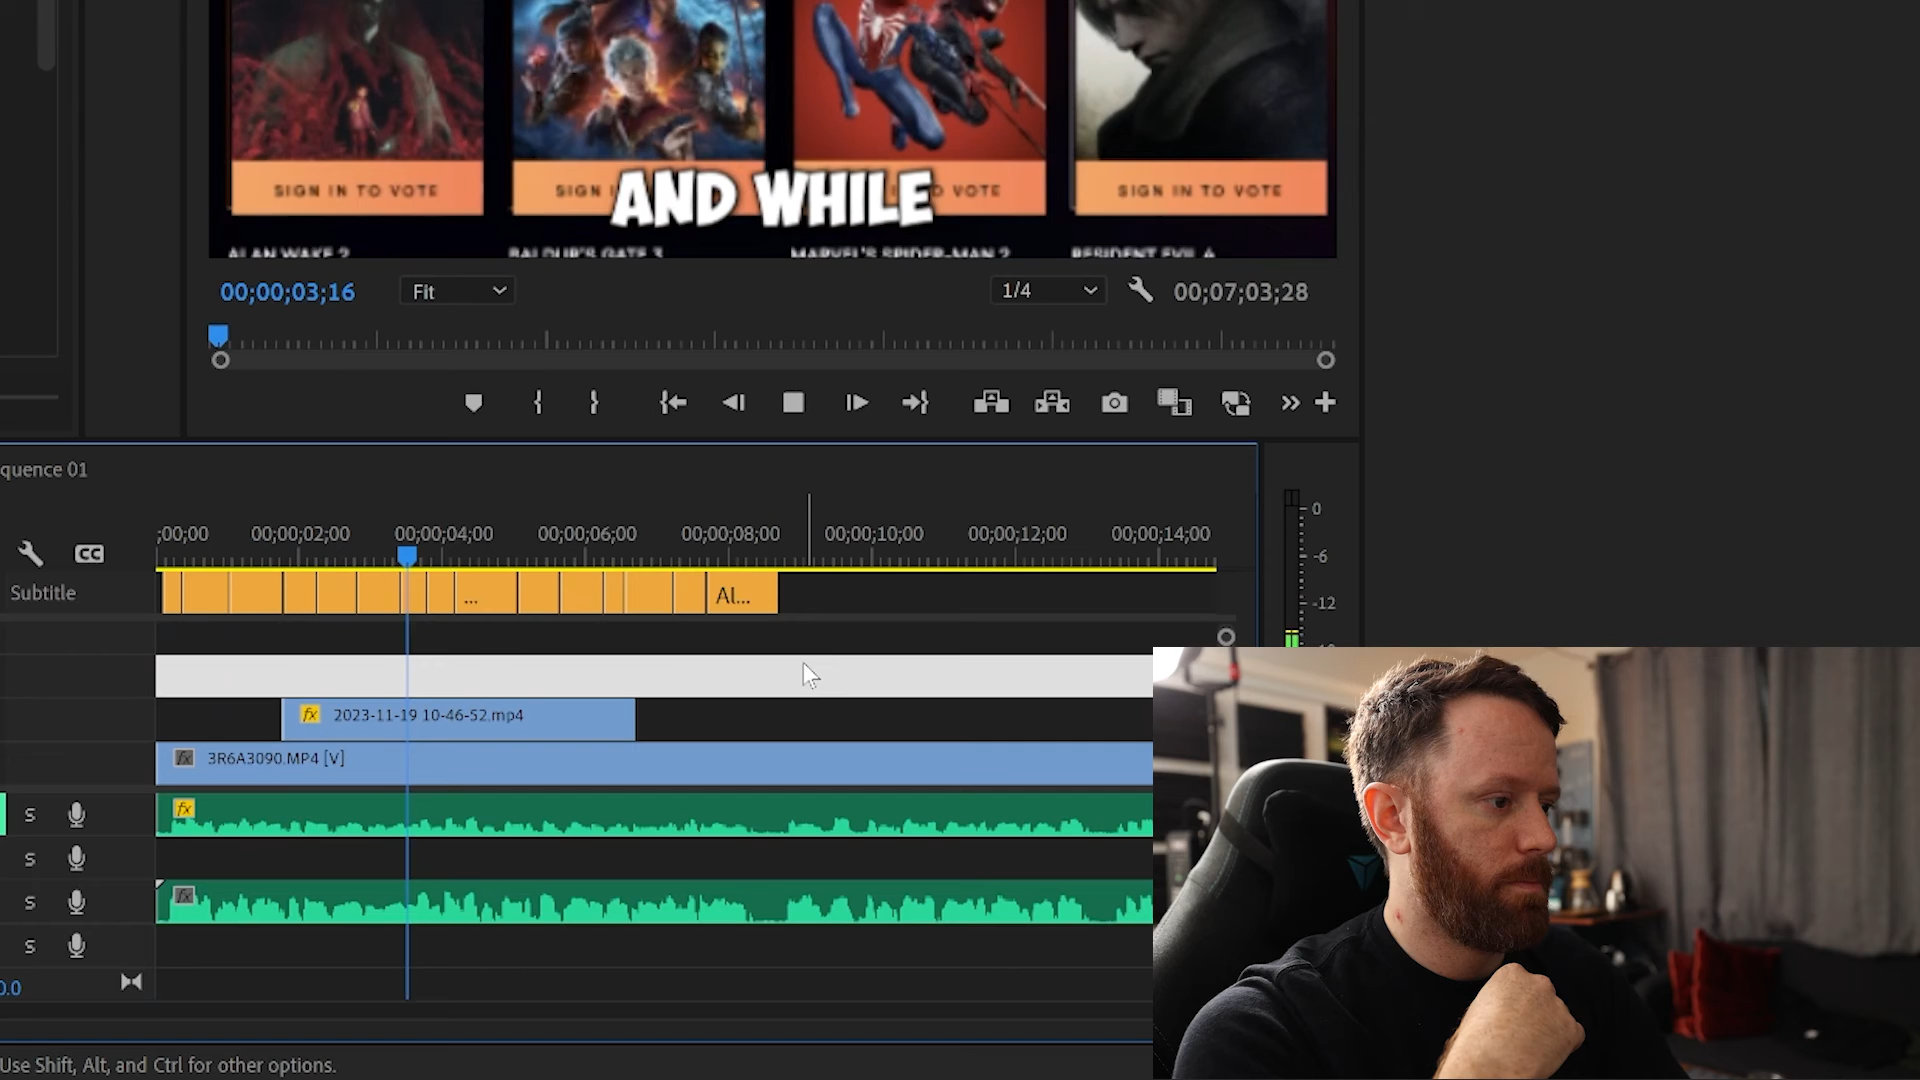 SIGN IN TO VOTE
SIGN I
AND WHILE
O VOTE
SIGN IN TO VOTE
ALAN WAKE 2
BALDUR'S GATE 3
MARVEL'S SPIDER-MAN 2
RESIDENT EVIL 4
00;00;03;16
Fit
1/4
00;07;03;28
quence 01
;00;00
00;00;02;00
00;00;04;00
00;00;06;00
00;00;08;00
00;00;10;00
00;00;12;00
00;00;14;00
CC
Subtitle
...
Al...
0
-6
-12
fx
2023-11-19 10-46-52.mp4
fx
3R6A3090.MP4 [V]
S
fx
S
S
fx
S
0.0
Use Shift, Alt, and Ctrl for other options.